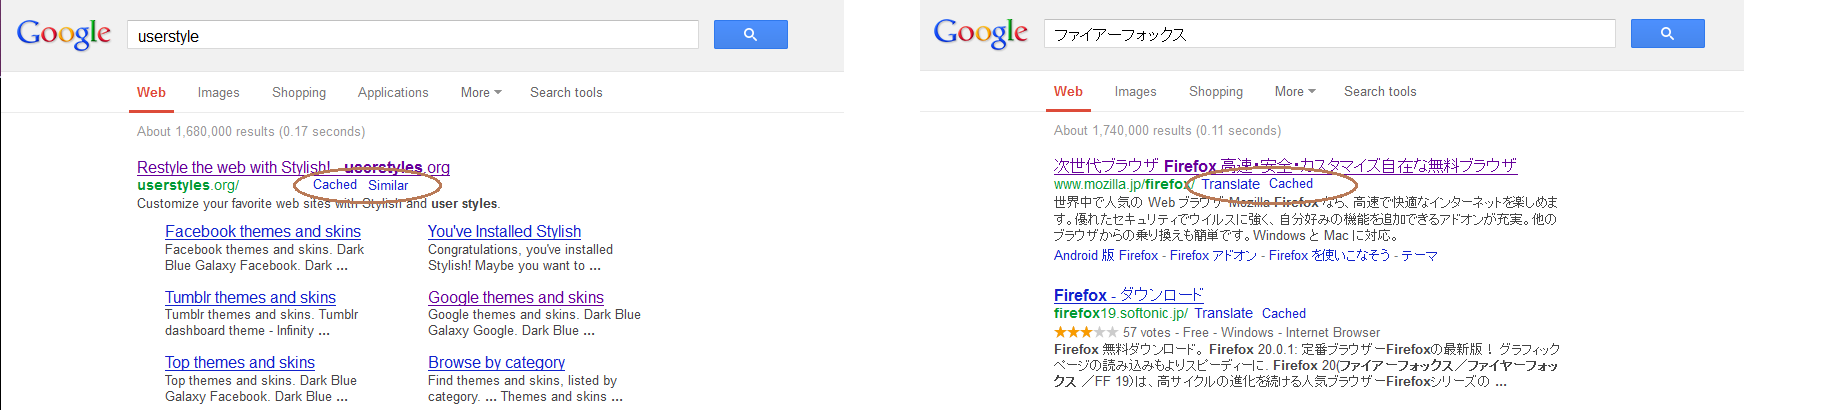 Google userstyle
Web Images Shopping Applications More Search tools
About 1,680,000 results (0.17 seconds)
Restyle the web with Stylish! - userstyles.org
userstyles.org/ Cached Similar
Customize your favorite web sites with Stylish and user styles.
Facebook themes and skins
Facebook themes and skins. Dark
Blue Galaxy Facebook. Dark ...
You've Installed Stylish
Congratulations, you've installed
Stylish! Maybe you want to ...
Tumblr themes and skins
Tumblr themes and skins. Tumblr
dashboard theme - Infinity ...
Google themes and skins
Google themes and skins. Dark Blue
Galaxy Google. Dark Blue ...
Top themes and skins
Top themes and skins. Dark Blue
Galaxy Facebook. Dark Blue ...
Browse by category
Find themes and skins, listed by
category. ... Themes and skins ...
Google ファイアーフォックス
Web Images Shopping More Search tools
About 1,740,000 results (0.11 seconds)
次世代ブラウザ Firefox 高速・安全・カスタマイズ自在な無料ブラウザ
www.mozilla.jp/firefox/ Translate Cached
世界中で人気の Web ブラウザ Mozilla Firefox なら、高速で快適なインターネットを楽しめま
す。優れたセキュリティでウイルスに強く、自分好みの機能を追加できるアドオンが充実。他の
ブラウザからの乗り換えも簡単です。Windows と Mac に対応。
Android 版 Firefox - Firefox アドオン - Firefox を使いこなそう - テーマ
Firefox - ダウンロード
firefox19.softonic.jp/ Translate Cached
57 votes - Free - Windows - Internet Browser
Firefox 無料ダウンロード。 Firefox 20.0.1: 定番ブラウザーFirefoxの最新版！ グラフィック
ページの読み込みもよりスピーディーに. Firefox 20(ファイアーフォックス／ファイヤーフォッ
クス ／FF 19)は、高サイクルの進化を続ける人気ブラウザーFirefoxシリーズの ...